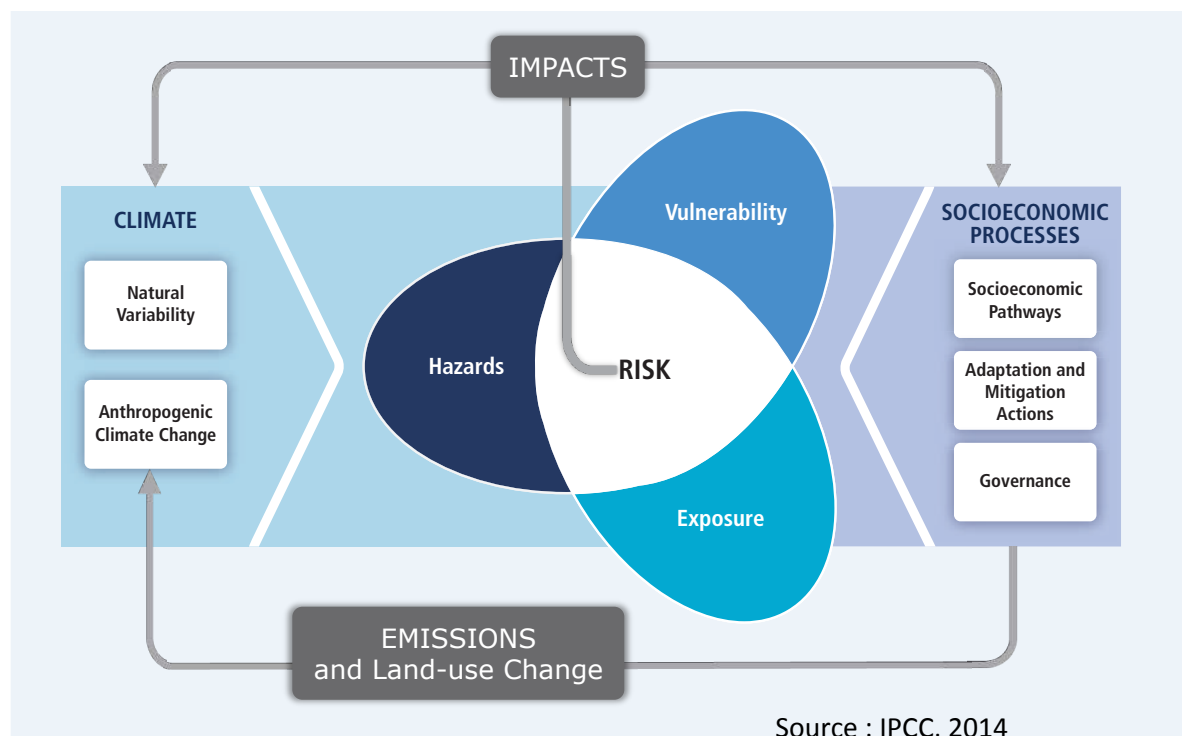 IMPACTS
CLIMATE
Natural
Variability
Anthropogenic
Climate Change
Hazards
Vulnerability
RISK
Exposure
SOCIOECONOMIC
PROCESSES
Socioeconomic
Pathways
Adaptation and
Mitigation
Actions
Governance
EMISSIONS
and Land-use Change
Source : IPCC, 2014